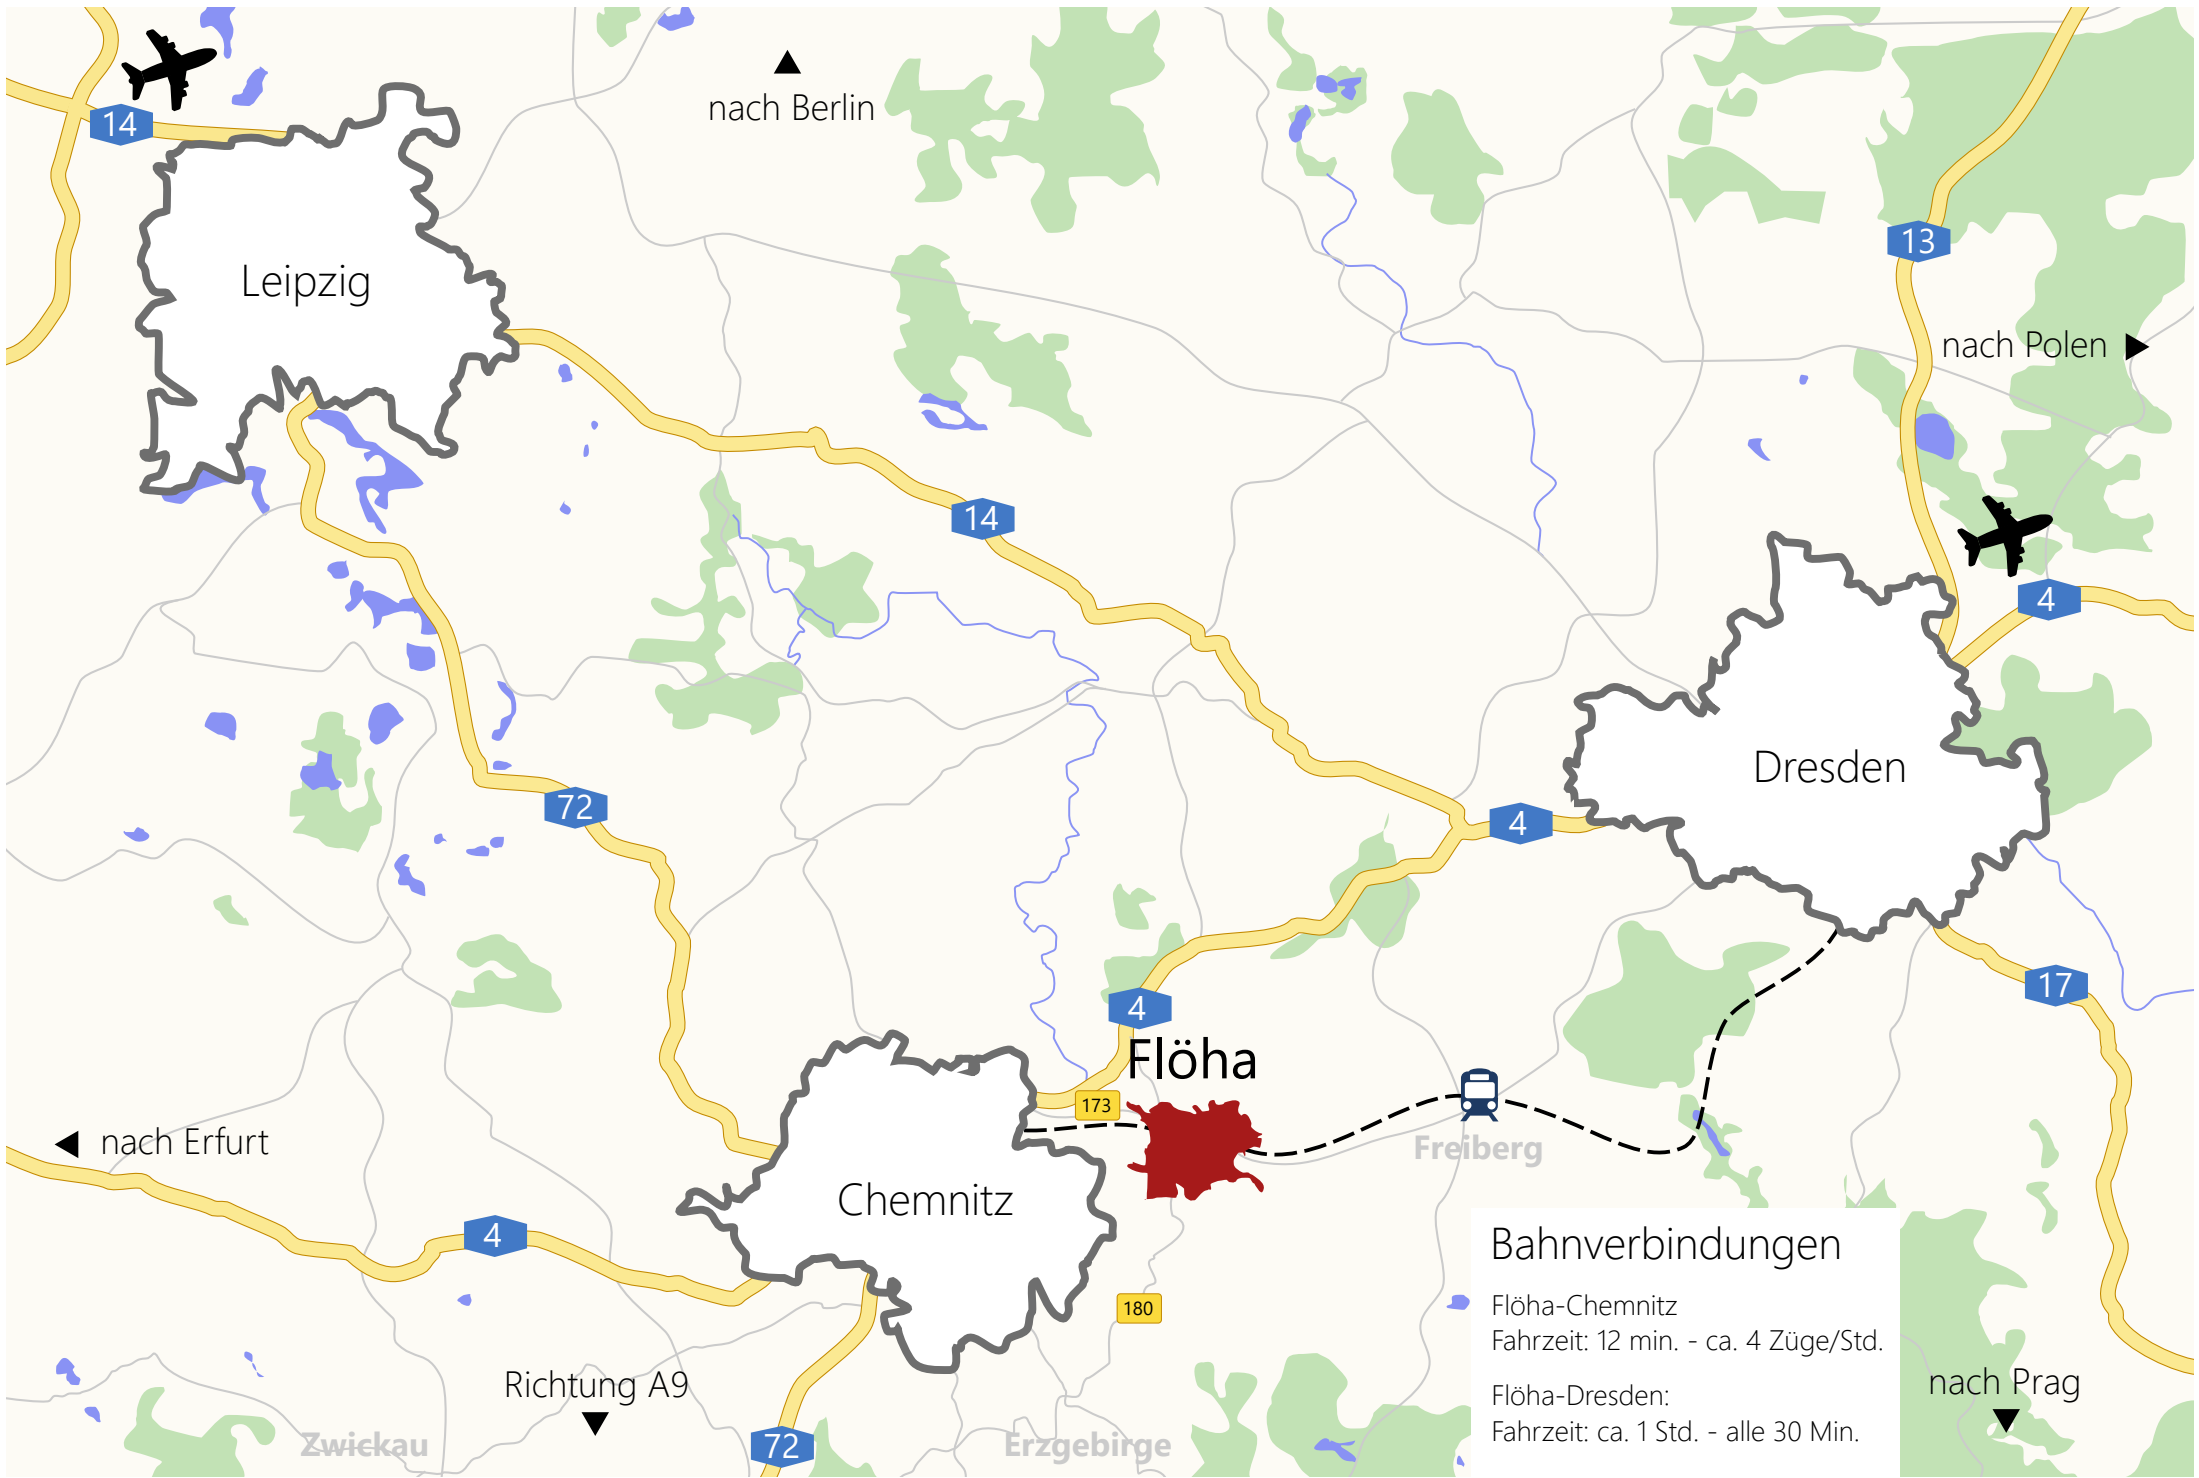 nach Berlin
14
Leipzig
13
nach Polen
14
4
Dresden
72
4
17
4
Flöha
173
nach Erfurt
Freiberg
Chemnitz
4
180
Richtung A9
72
Zwickau
Erzgebirge
Bahnverbindungen
Flöha-Chemnitz
Fahrzeit: 12 min. - ca. 4 Züge/Std.
Flöha-Dresden:
Fahrzeit: ca. 1 Std. - alle 30 Min.
nach Prag